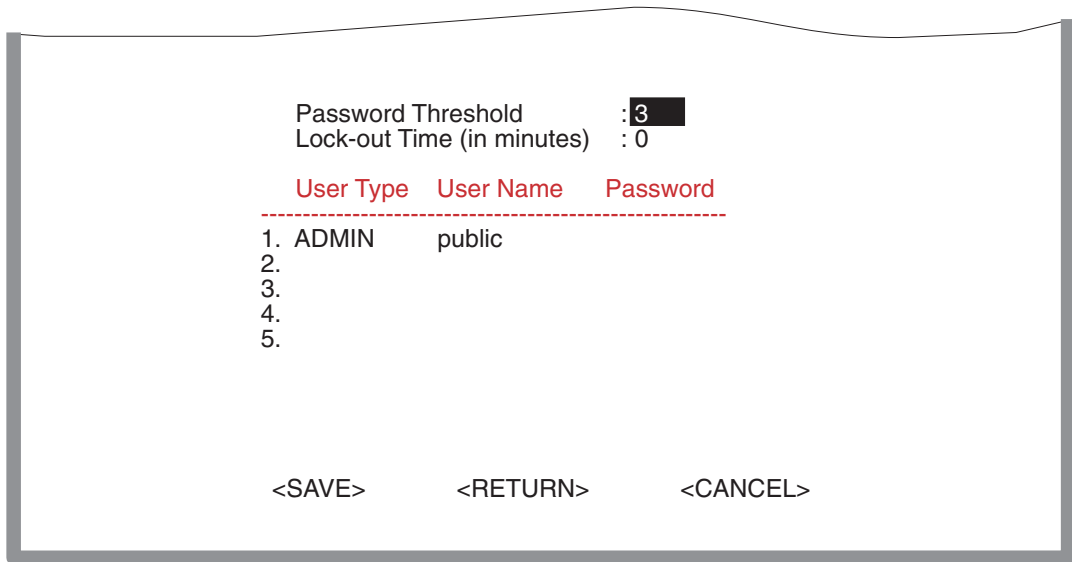 Password Threshold : 3
Lock-out Time (in minutes) : 0
User Type User Name Password
--------------------------------------------------------
1. ADMIN public
2.
3.
4.
5.
<SAVE> <RETURN> <CANCEL>